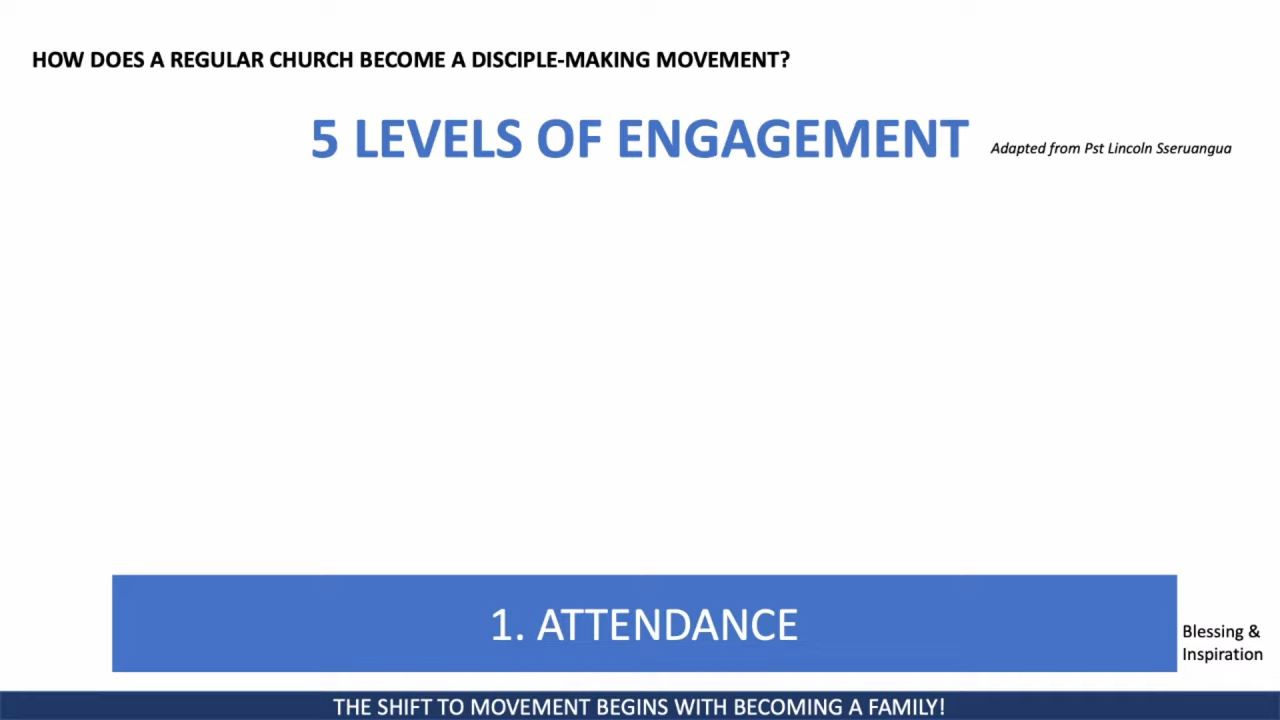 HOW DOES A REGULAR CHURCH BECOME A DISCIPLE-MAKING MOVEMENT?
5 LEVELS OF ENGAGEMENT
Adapted from Pst Lincoln Sseruangua
1. ATTENDANCE
Blessing &
Inspiration
THE SHIFT TO MOVEMENT BEGINS WITH BECOMING A FAMILY!